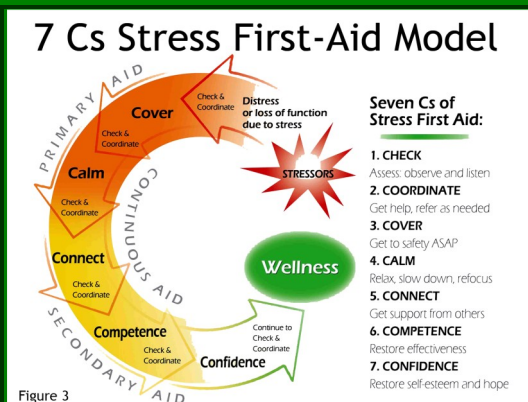 7 Cs Stress First-Aid Model
PRIMARY AID
CONTINUOUS AID
SECONDARY AID
Check &
Coordinate
Distress
or loss of function
due to stress
STRESSORS
Cover
Check &
Coordinate
Calm
Check &
Coordinate
Connect
Check &
Coordinate
Competence
Check &
Coordinate
Confidence
Continue to
Check &
Coordinate
Wellness
Seven Cs of
Stress First Aid:
1. CHECK
Assess: observe and listen
2. COORDINATE
Get help, refer as needed
3. COVER
Get to safety ASAP
4. CALM
Relax, slow down, refocus
5. CONNECT
Get support from others
6. COMPETENCE
Restore effectiveness
7. CONFIDENCE
Restore self-esteem and hope
Figure 3